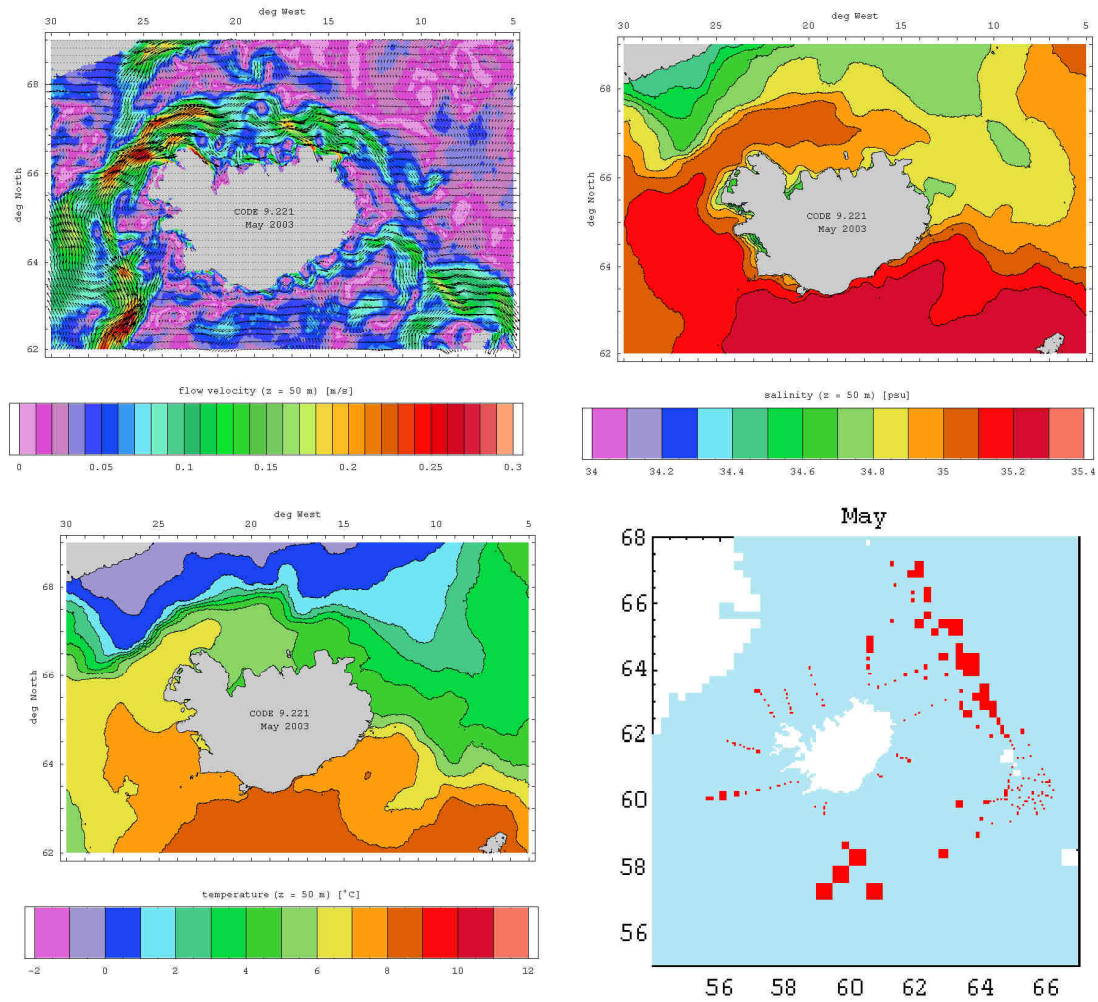 deg West
30 25 20 15 10 5
68
66
64
62
deg North
CODE 9.221
May 2003
flow velocity (z = 50 m) [m/s]
0 0.05 0.1 0.15 0.2 0.25 0.3
deg West
30 25 20 15 10 5
68
66
64
62
deg North
CODE 9.221
May 2003
salinity (z = 50 m) [psu]
34 34.2 34.4 34.6 34.8 35 35.2 35.4
deg West
30 25 20 15 10 5
68
66
64
62
deg North
CODE 9.221
May 2003
temperature (z = 50 m) [°C]
-2 0 2 4 6 8 10 12
May
68
66
64
62
60
58
56
56 58 60 62 64 66